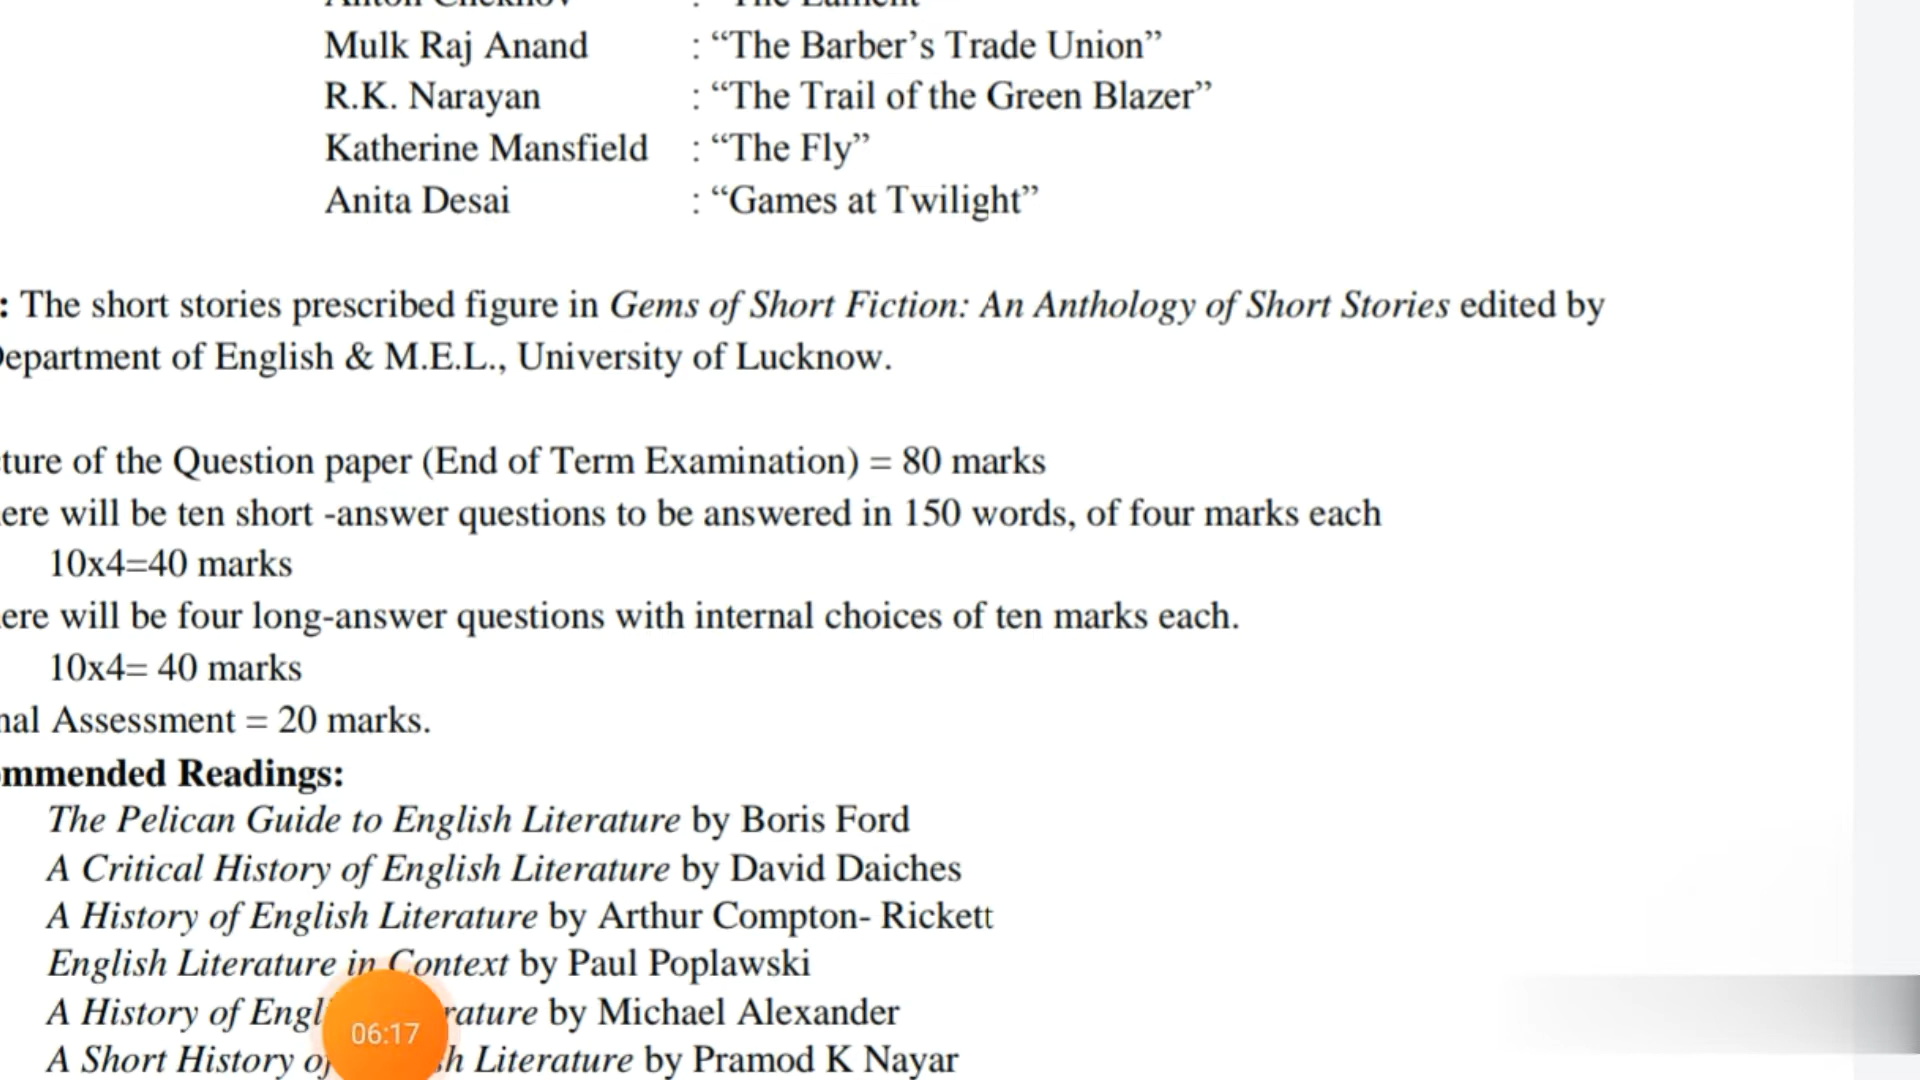 Mulk Raj Anand : “The Barber’s Trade Union”
R.K. Narayan : “The Trail of the Green Blazer”
Katherine Mansfield : “The Fly”
Anita Desai : “Games at Twilight”
: The short stories prescribed figure in Gems of Short Fiction: An Anthology of Short Stories edited by
Department of English & M.E.L., University of Lucknow.
ture of the Question paper (End of Term Examination) = 80 marks
ere will be ten short -answer questions to be answered in 150 words, of four marks each
10x4=40 marks
ere will be four long-answer questions with internal choices of ten marks each.
10x4= 40 marks
nal Assessment = 20 marks.
mmended Readings:
The Pelican Guide to English Literature by Boris Ford
A Critical History of English Literature by David Daiches
A History of English Literature by Arthur Compton- Rickett
English Literature in Context by Paul Poplawski
A History of Engl rature by Michael Alexander
06:17
A Short History of h Literature by Pramod K Nayar